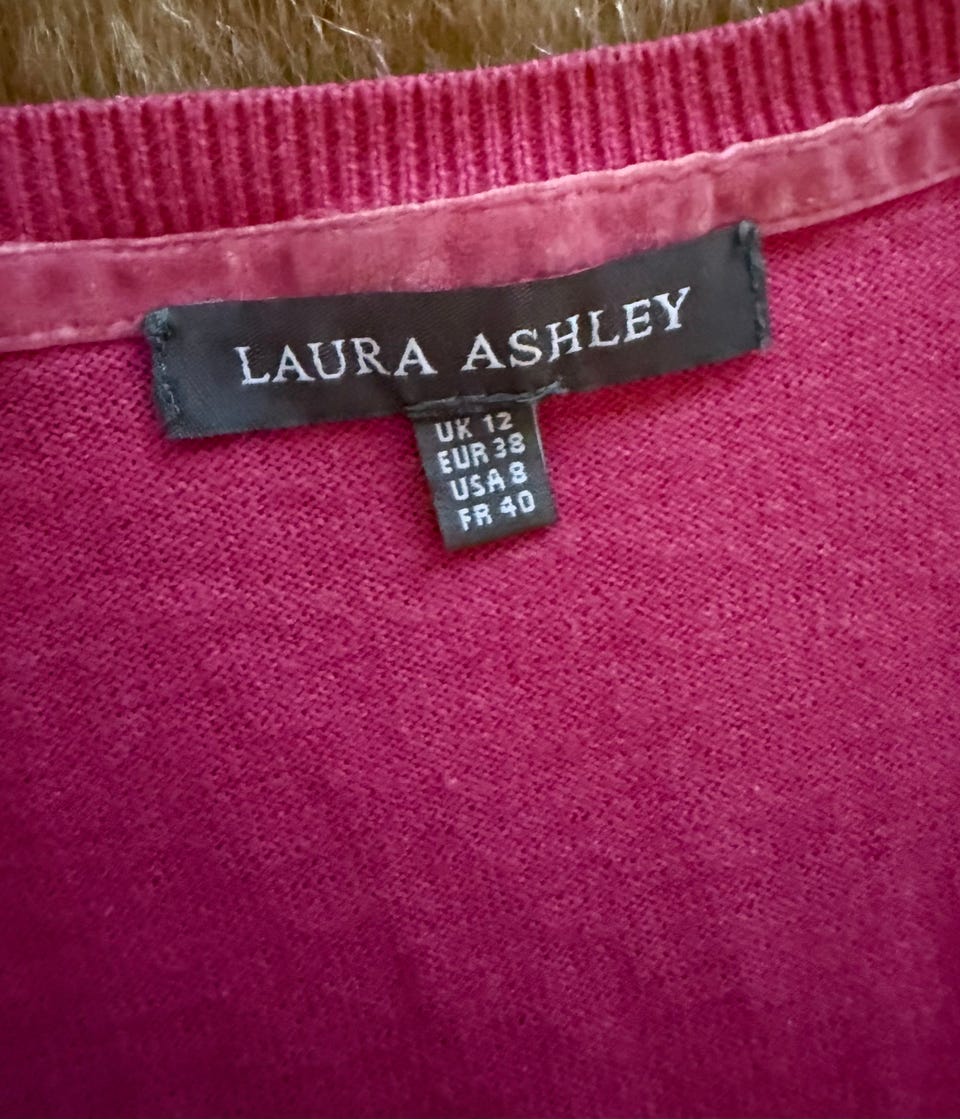 LAURA ASHLEY
UK 12
EUR 38
USA 8
FR 40